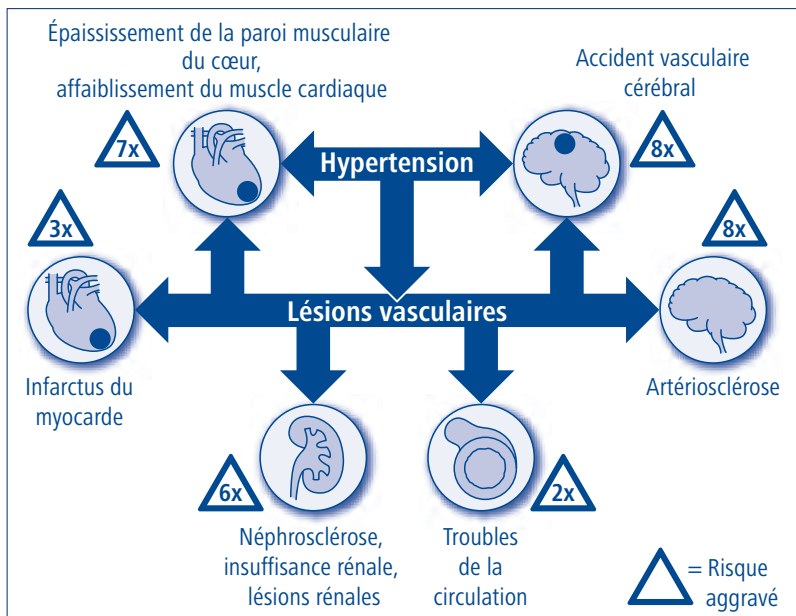 Épaississement de la paroi musculaire
du cœur,
affaiblissement du muscle cardiaque
Accident vasculaire
cérébral
7x
8x
Hypertension
3x
8x
Lésions vasculaires
Infarctus du
myocarde
Artériosclérose
6x
2x
Néphrosclérose,
insuffisance rénale,
lésions rénales
Troubles
de la
circulation
= Risque
aggravé